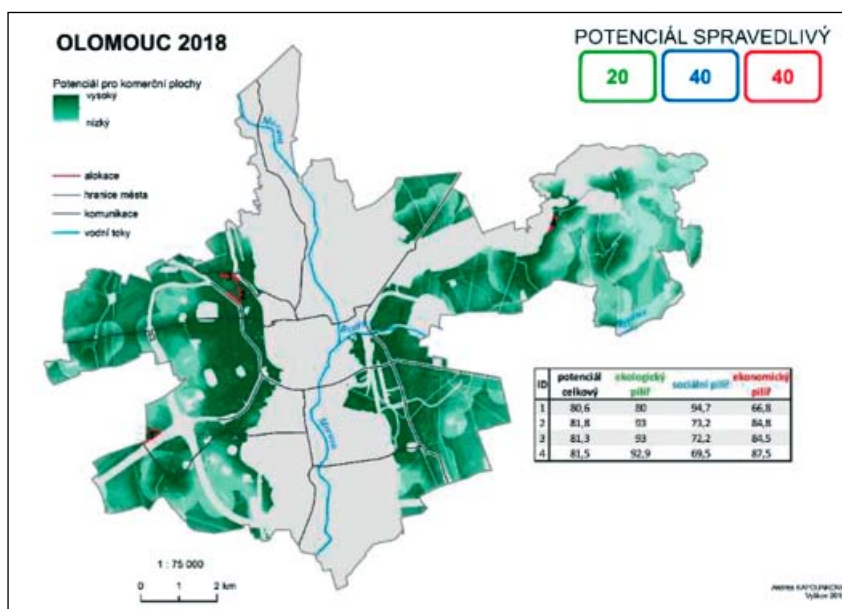 OLOMOUC 2018
POTENCIÁL SPRAVEDLIVÝ
20 40 40
Potenciál pro komerční plochy
vysoký
nízký
alokace
hranice města
komunikace
vodní toky
Morava
ID potenciál celkový ekologický pilíř sociální pilíř ekonomický pilíř
1 80,6 80 94,7 66,8
2 81,8 93 73,2 84,8
3 81,3 93 72,2 84,5
4 81,5 92,9 69,5 87,5
1 : 75 000
0 1 2 km